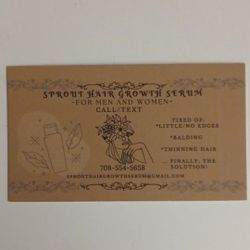 SPROUT HAIR GROWTH SERUM
-FOR MEN AND WOMEN-
CALL/TEXT
TIRED OF:
*LITTLE/NO EDGES
*BALDING
*THINNING HAIR
... FINALLY, THE
SOLUTION!
708-554-5658
SPROUTHAIRGROWTHSERUM@GMAIL.COM